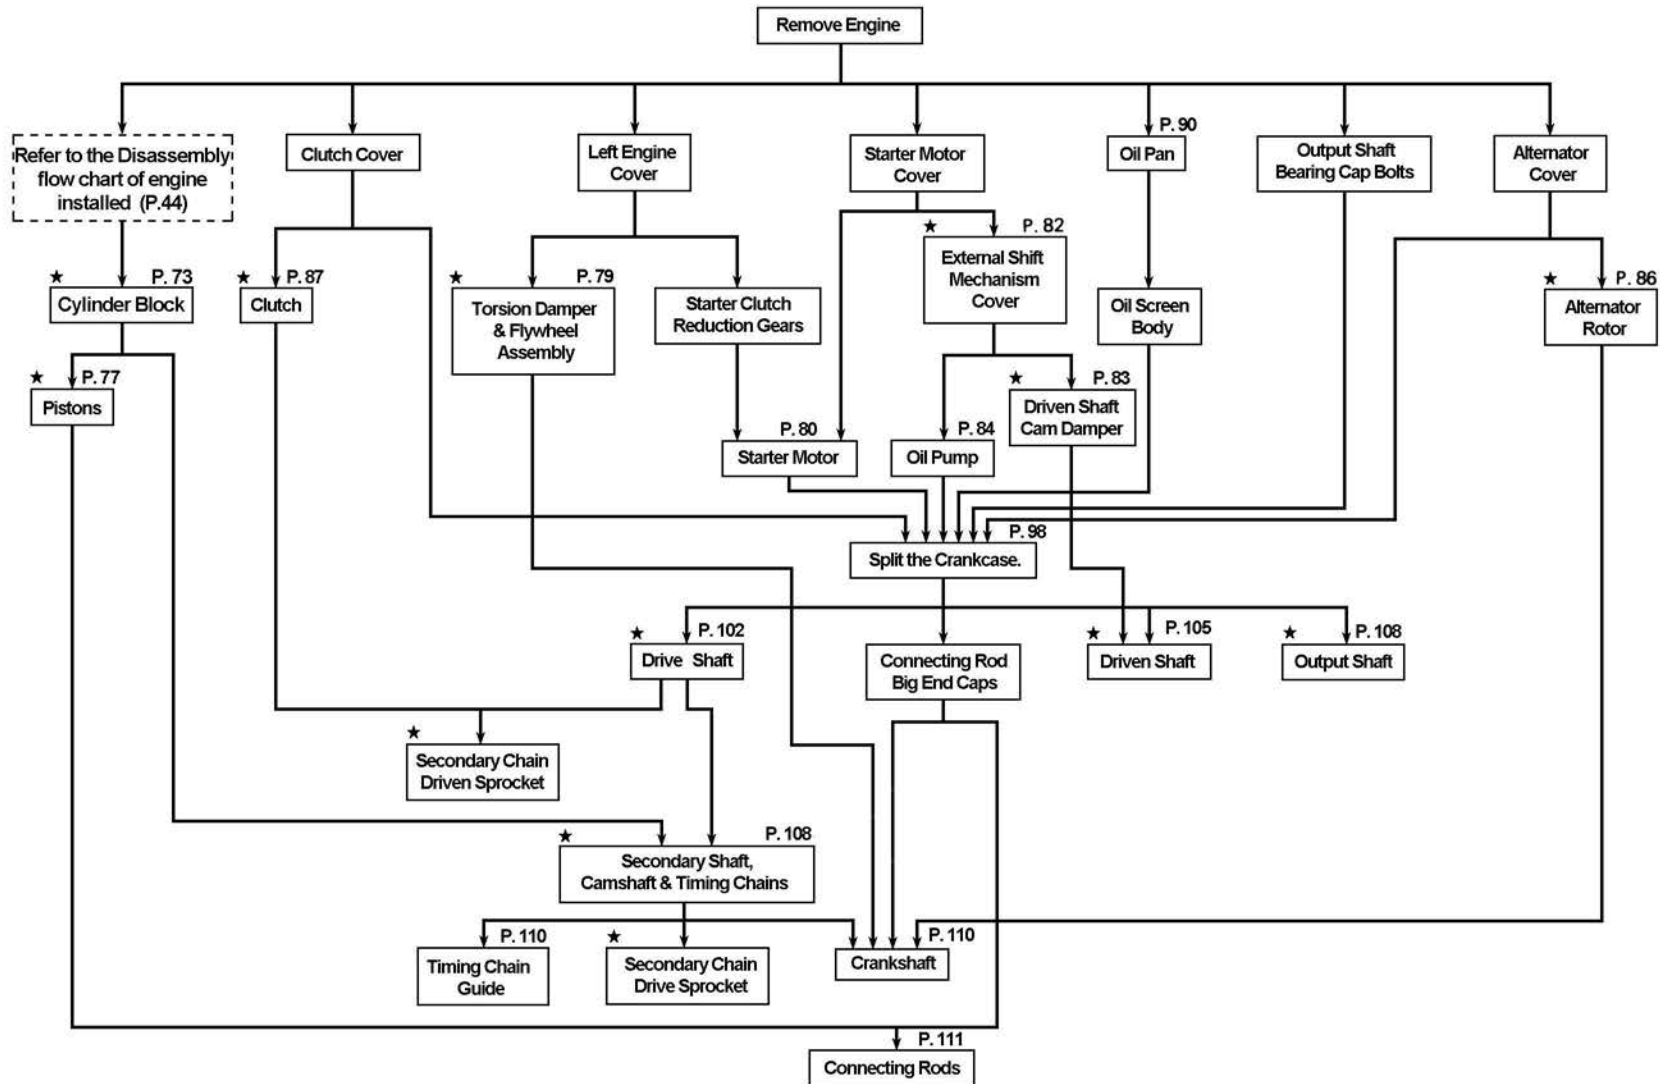 Remove Engine
Refer to the Disassembly
flow chart of engine
installed (P.44)
Clutch Cover
Left Engine
Cover
Starter Motor
Cover
P. 90
Oil Pan
Output Shaft
Bearing Cap Bolts
Alternator
Cover
★ P. 73
Cylinder Block
★ P. 87
Clutch
★ P. 79
Torsion Damper
& Flywheel
Assembly
Starter Clutch
Reduction Gears
★ P. 82
External Shift
Mechanism
Cover
Oil Screen
Body
★ P. 86
Alternator
Rotor
★ P. 77
Pistons
P. 80
Starter Motor
P. 84
Oil Pump
★ P. 83
Driven Shaft
Cam Damper
P. 98
Split the Crankcase.
★ P. 102
Drive Shaft
Connecting Rod
Big End Caps
★ P. 105
Driven Shaft
★ P. 108
Output Shaft
★
Secondary Chain
Driven Sprocket
★ P. 108
Secondary Shaft,
Camshaft & Timing Chains
P. 110
Timing Chain
Guide
★
Secondary Chain
Drive Sprocket
P. 110
Crankshaft
P. 111
Connecting Rods